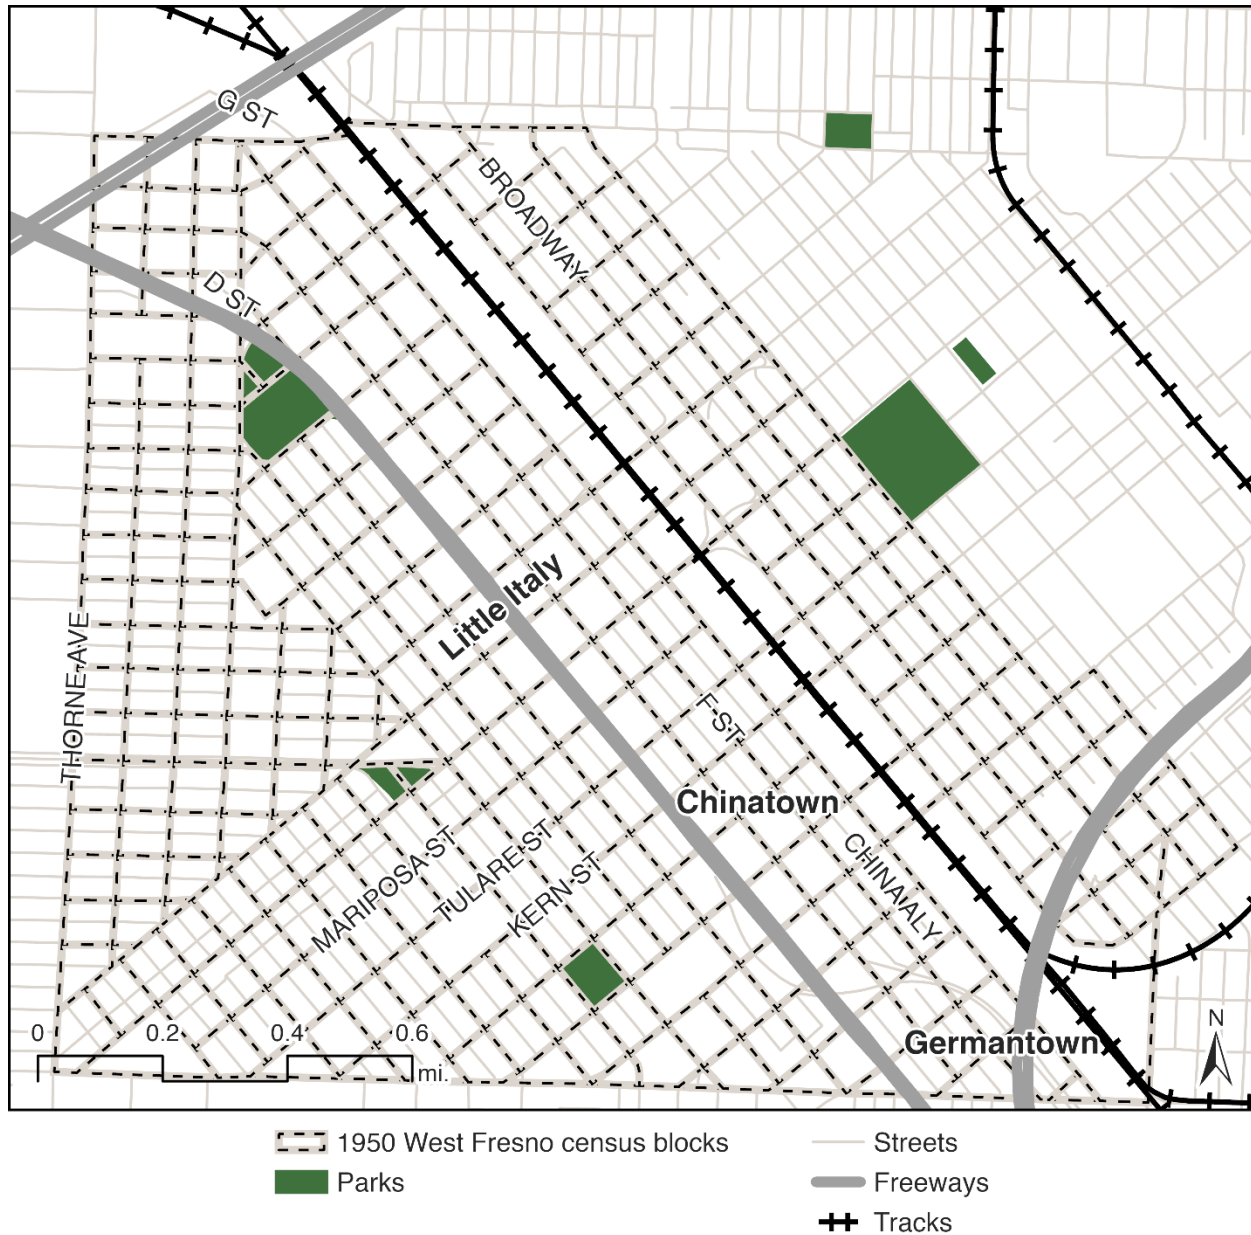 G ST
BROADWAY
D ST
Little Italy
THORNE AVE
F ST
Chinatown
MARIPOSA ST
TULARE ST
KERN ST
CHINA ALY
Germantown
N
0 0.2 0.4 0.6
mi.
1950 West Fresno census blocks
Parks
Streets
Freeways
Tracks